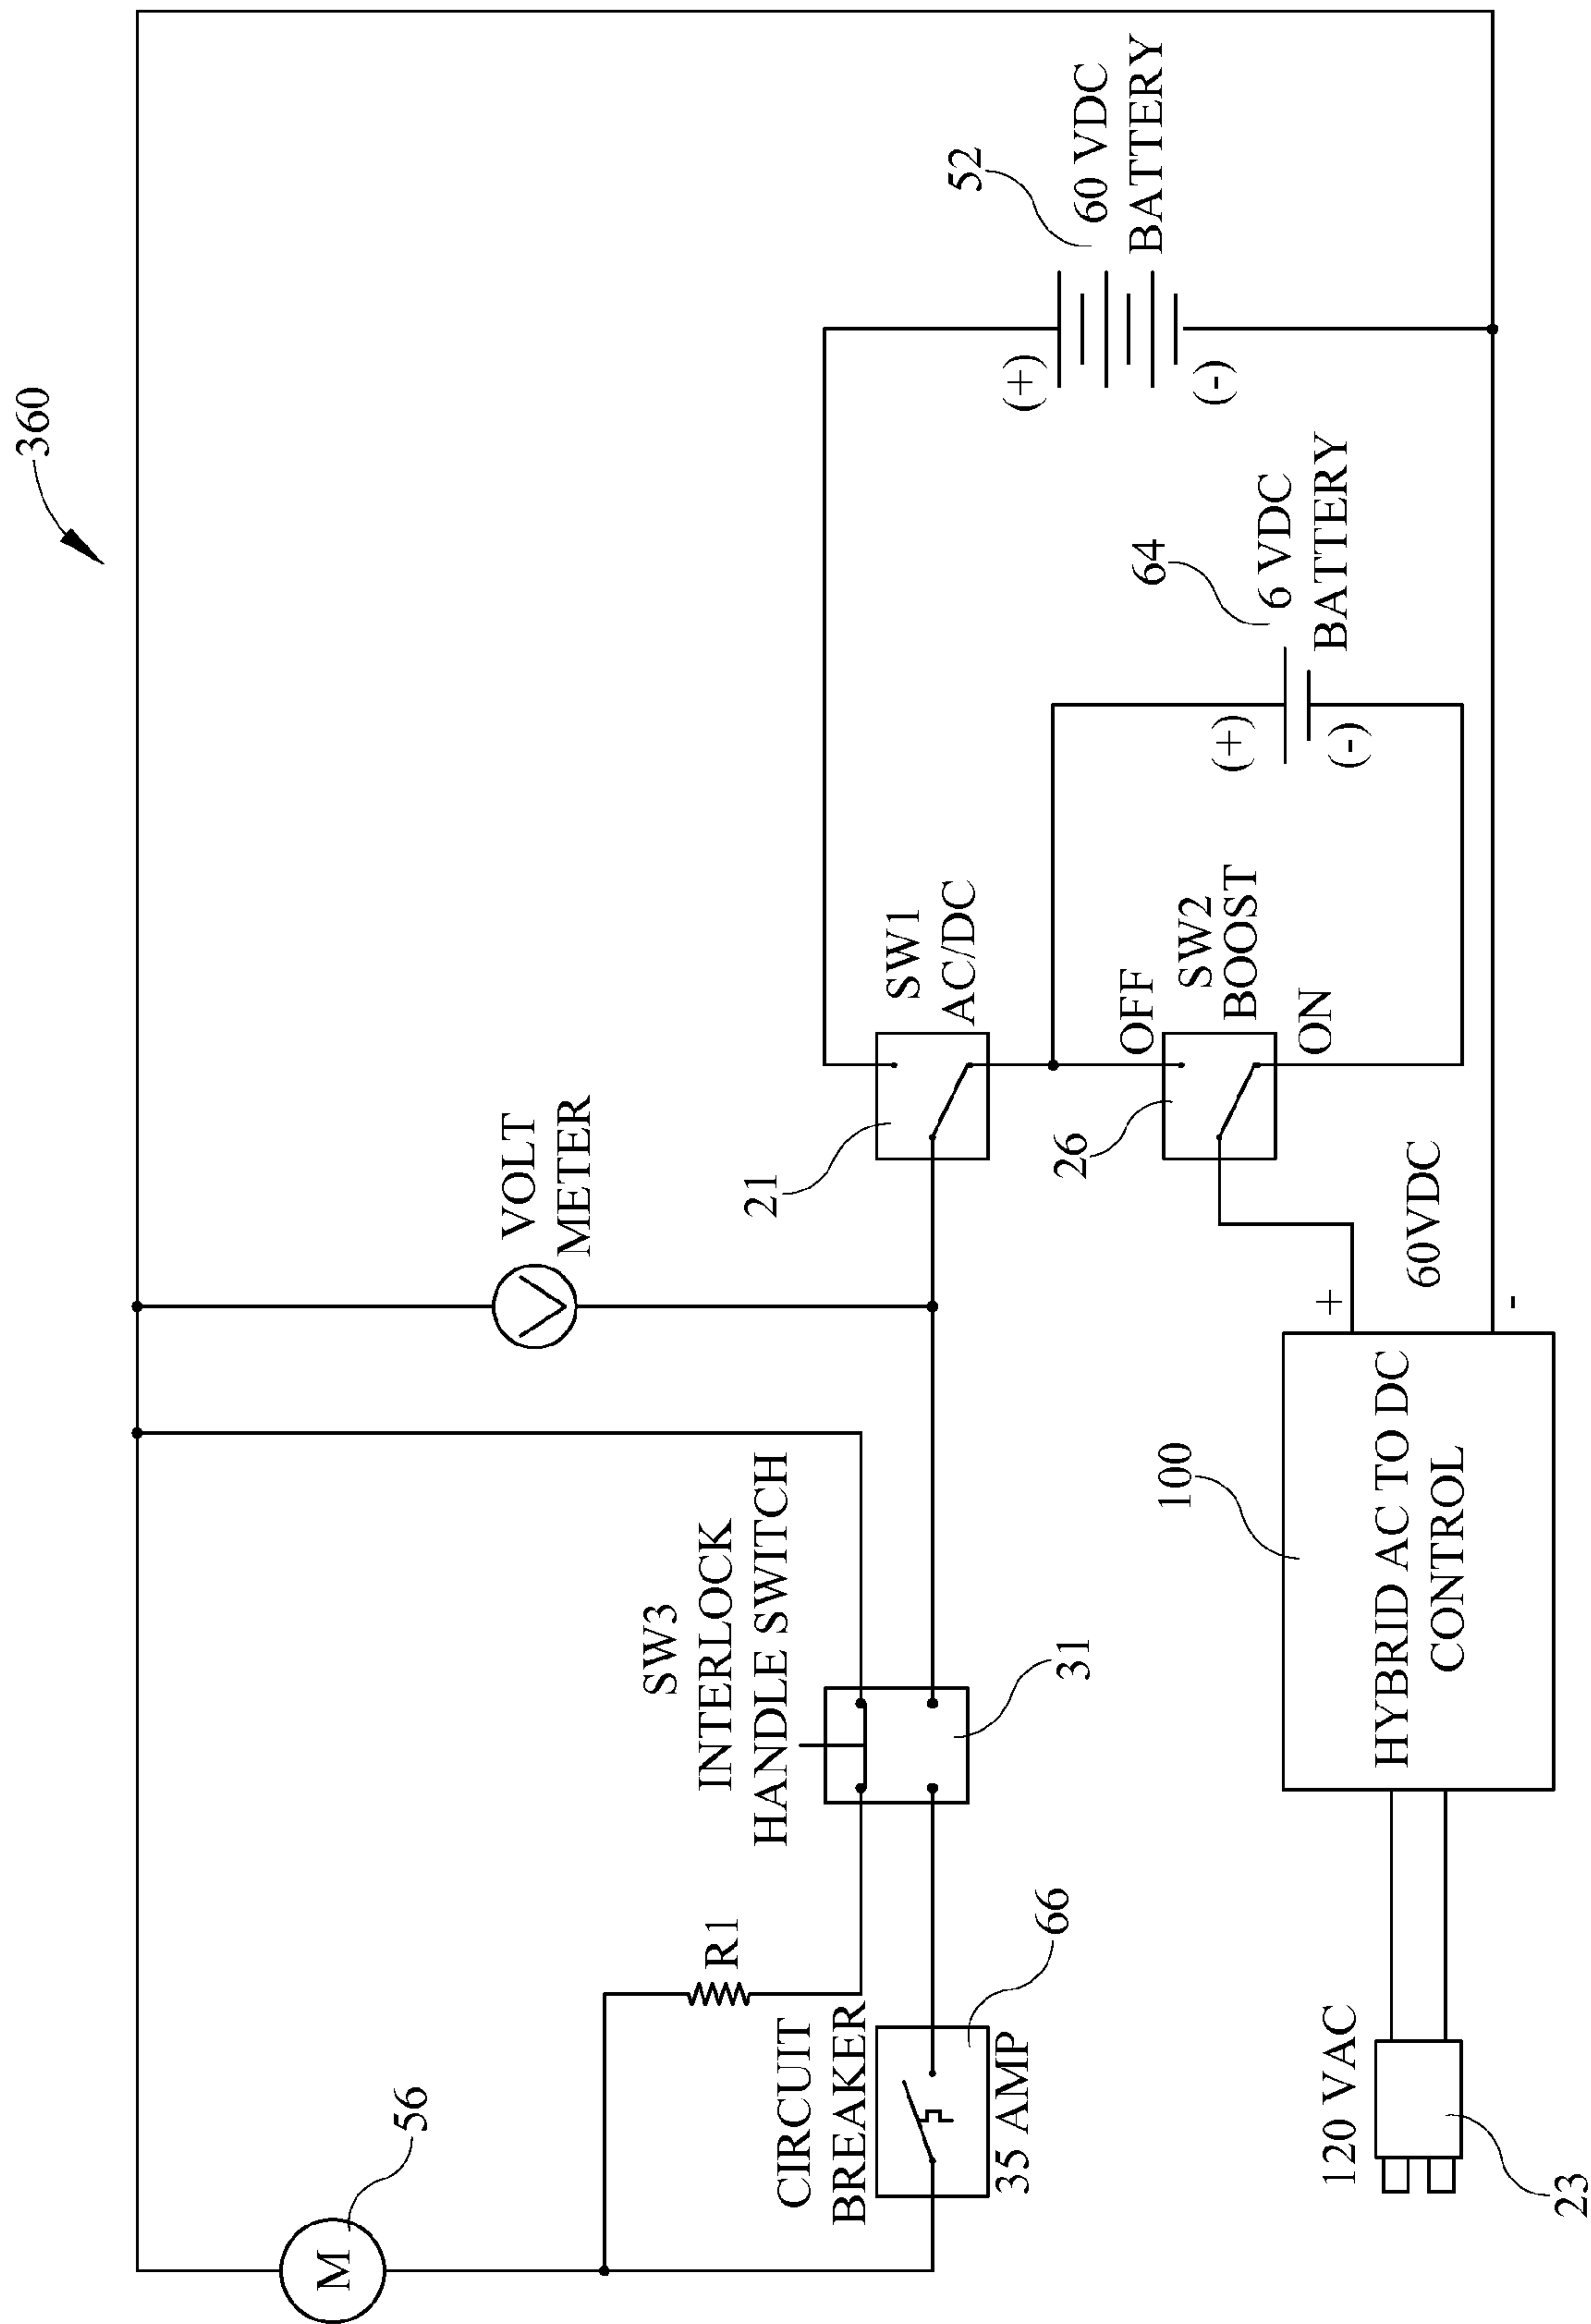 360
M
56
VOLT
METER
SW3
INTERLOCK
HANDLE SWITCH
R1
CIRCUIT
BREAKER
35 AMP
66
31
21
SW1
AC/DC
52
(+)
(-)
60 VDC
BATTERY
64
(+)
(-)
6 VDC
BATTERY
OFF
SW2
BOOST
ON
26
+
60VDC
-
100
HYBRID AC TO DC
CONTROL
120 VAC
23